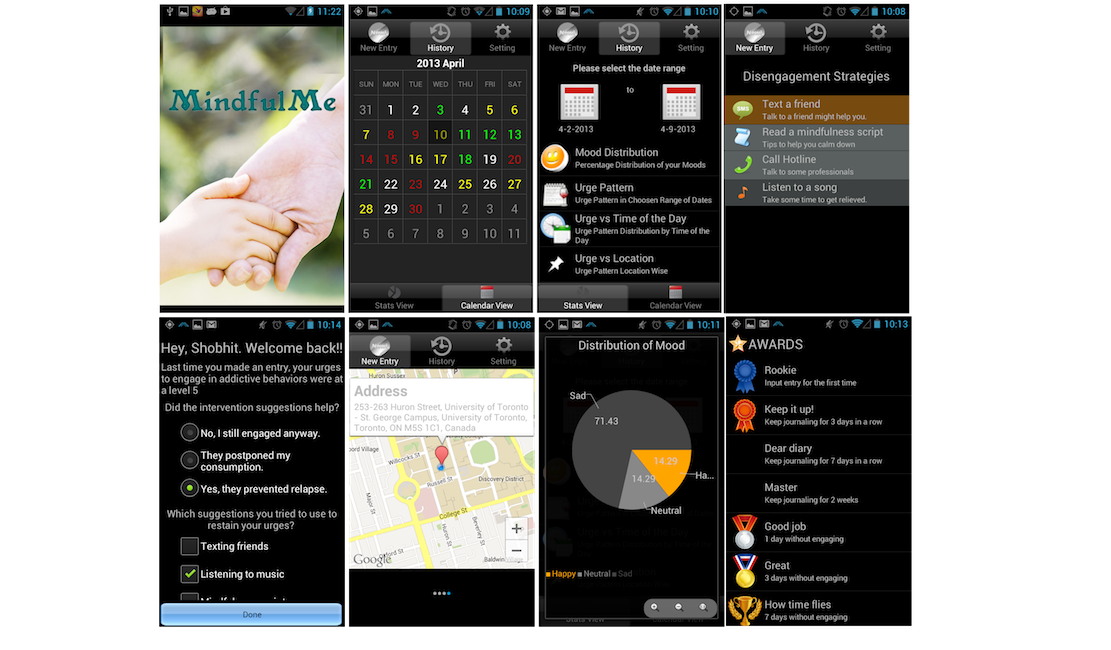 11:22
MindfulMe
10:09
New Entry
History
Setting
2013 April
SUN MON TUE WED THU FRI SAT
31 1 2 3 4 5 6
7 8 9 10 11 12 13
14 15 16 17 18 19 20
21 22 23 24 25 26 27
28 29 30 1 2 3 4
5 6 7 8 9 10 11
Stats View
Calendar View
10:10
New Entry
History
Setting
Please select the date range
to
4-2-2013
4-9-2013
Mood Distribution
Percentage Distribution of your Moods
Urge Pattern
Urge Pattern in Choosen Range of Dates
Urge vs Time of the Day
Urge Pattern Distribution by Time of the
Day
Urge vs Location
Urge Pattern Location Wise
Stats View
Calendar View
10:08
New Entry
History
Setting
Disengagement Strategies
SMS
Text a friend
Talk to a friend might help you.
Read a mindfulness script
Tips to help you calm down
Call Hotline
Talk to some professionals
Listen to a song
Take some time to get relieved.
10:14
Hey, Shobhit. Welcome back!!
Last time you made an entry, your urges
to engage in addictive behaviors were at
a level 5
Did the intervention suggestions help?
No, I still engaged anyway.
They postponed my
consumption.
Yes, they prevented relapse.
Which suggestions you tried to use to
restain your urges?
Texting friends
Listening to music
Done
10:08
New Entry
History
Setting
Address
253-263 Huron Street, University of Toronto
- St. George Campus, University of Toronto,
Toronto, ON M5S 1C1, Canada
Willcocks St
Russell St
Discovery District
Major St
College St
Huron St
Beverley St
Google
+
−
10:11
Distribution of Mood
Sad
71.43
14.29
Ha...
14.29
Neutral
Happy Neutral Sad
10:13
AWARDS
Rookie
Input entry for the first time
Keep it up!
Keep journaling for 3 days in a row
Dear diary
Keep journaling for 7 days in a row
Master
Keep journaling for 2 weeks
Good job
1 day without engaging
Great
3 days without engaging
How time flies
7 days without engaging